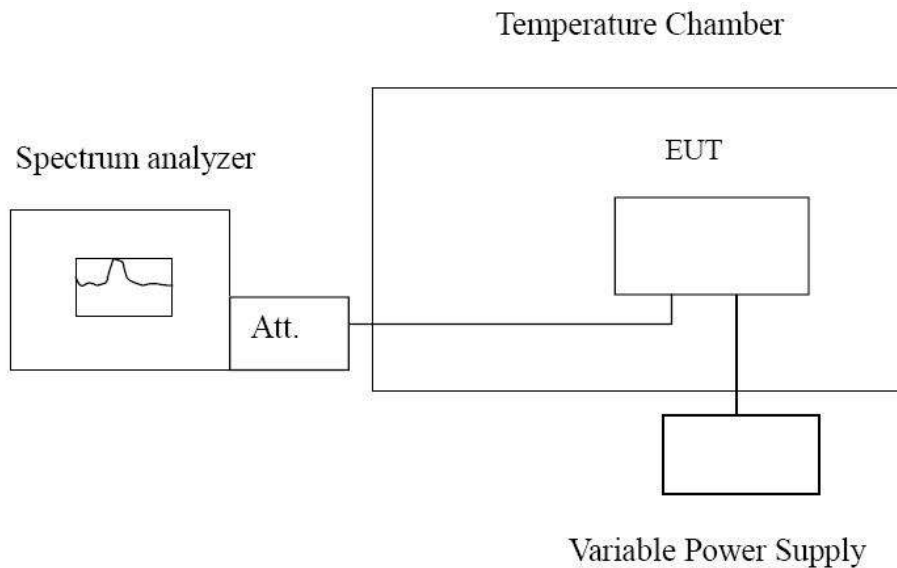 Temperature Chamber
Spectrum analyzer
EUT
Att.
Variable Power Supply